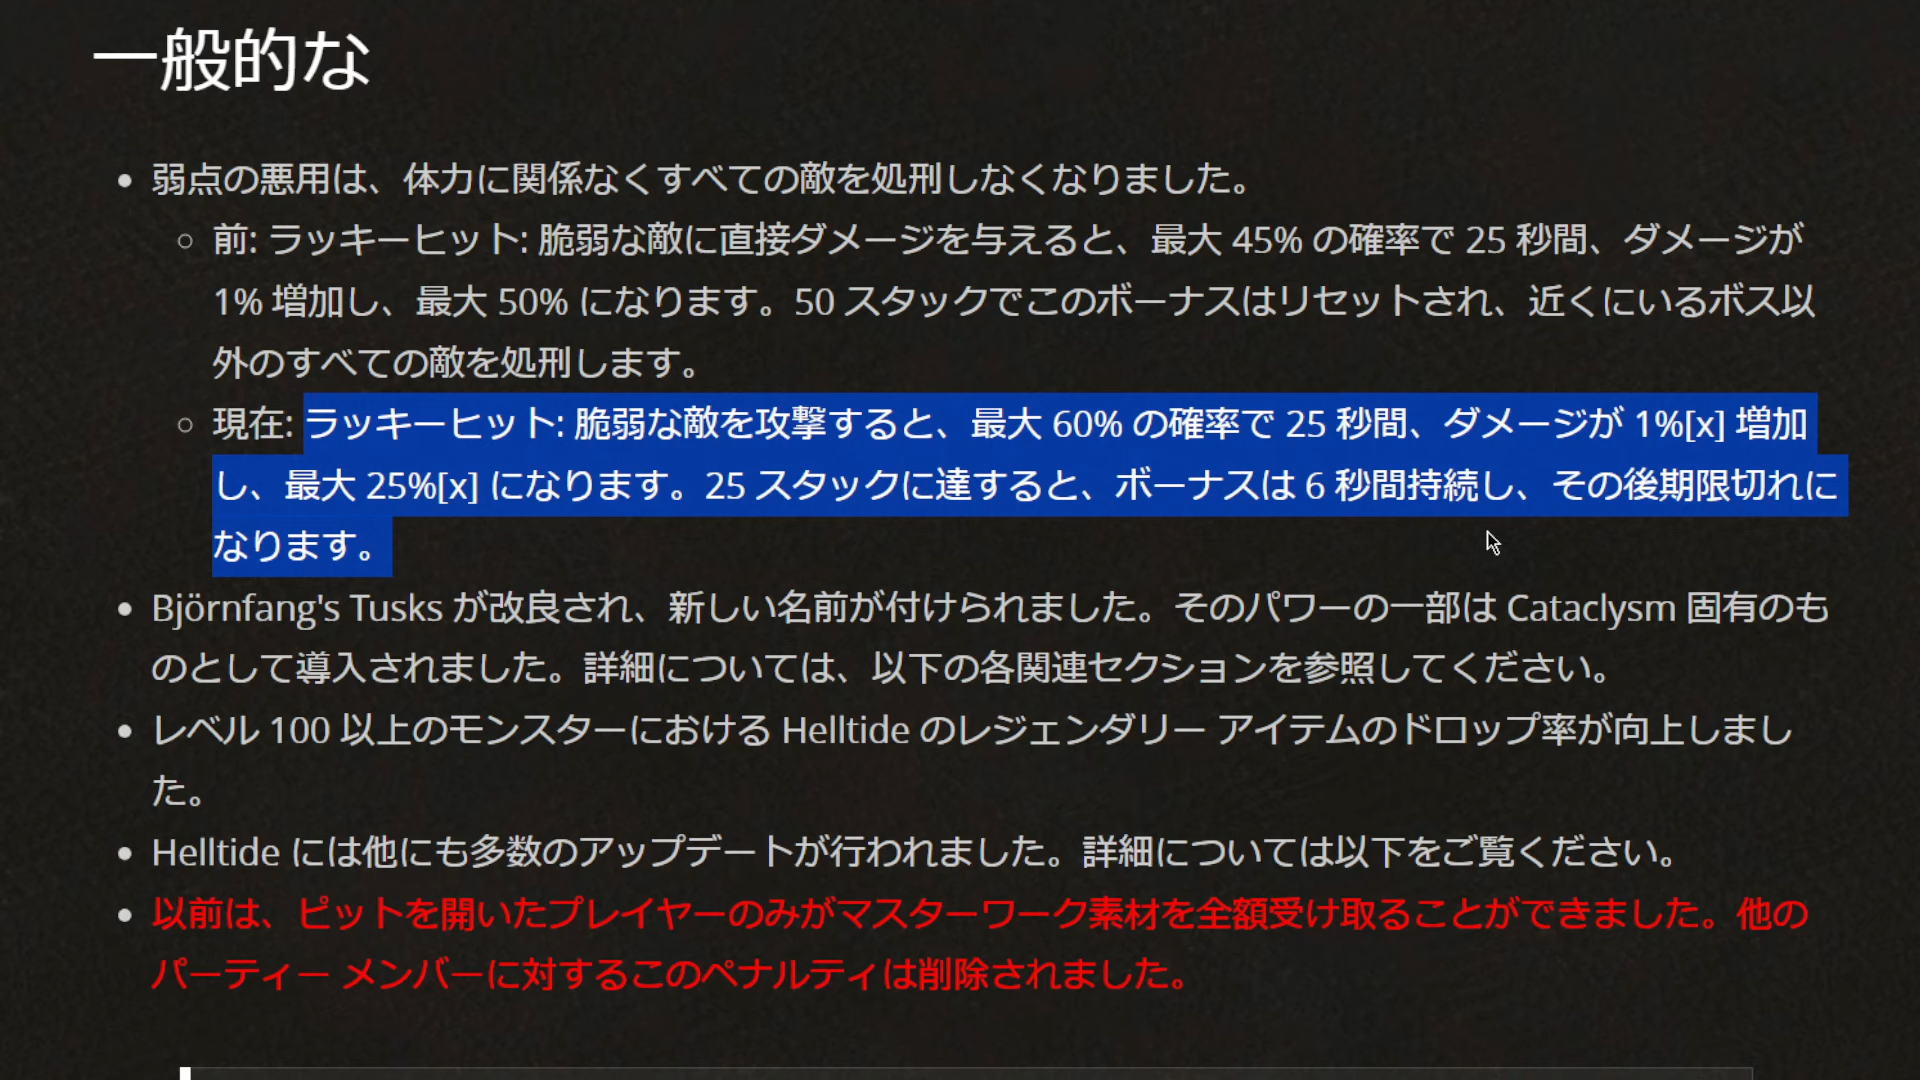 一般的な
弱点の悪用は、体力に関係なくすべての敵を処刑しなくなりました。
前: ラッキーヒット: 脆弱な敵に直接ダメージを与えると、最大 45% の確率で 25 秒間、ダメージが
1% 増加し、最大 50% になります。50 スタックでこのボーナスはリセットされ、近くにいるボス以
外のすべての敵を処刑します。
現在: ラッキーヒット: 脆弱な敵を攻撃すると、最大 60% の確率で 25 秒間、ダメージが 1%[x] 増加
し、最大 25%[x] になります。25 スタックに達すると、ボーナスは 6 秒間持続し、その後期限切れに
なります。
Björnfang's Tusks が改良され、新しい名前が付けられました。そのパワーの一部は Cataclysm 固有のも
のとして導入されました。詳細については、以下の各関連セクションを参照してください。
レベル 100 以上のモンスターにおける Helltide のレジェンダリー アイテムのドロップ率が向上しまし
た。
Helltide には他にも多数のアップデートが行われました。詳細については以下をご覧ください。
以前は、ピットを開いたプレイヤーのみがマスターワーク素材を全額受け取ることができました。他の
パーティー メンバーに対するこのペナルティは削除されました。